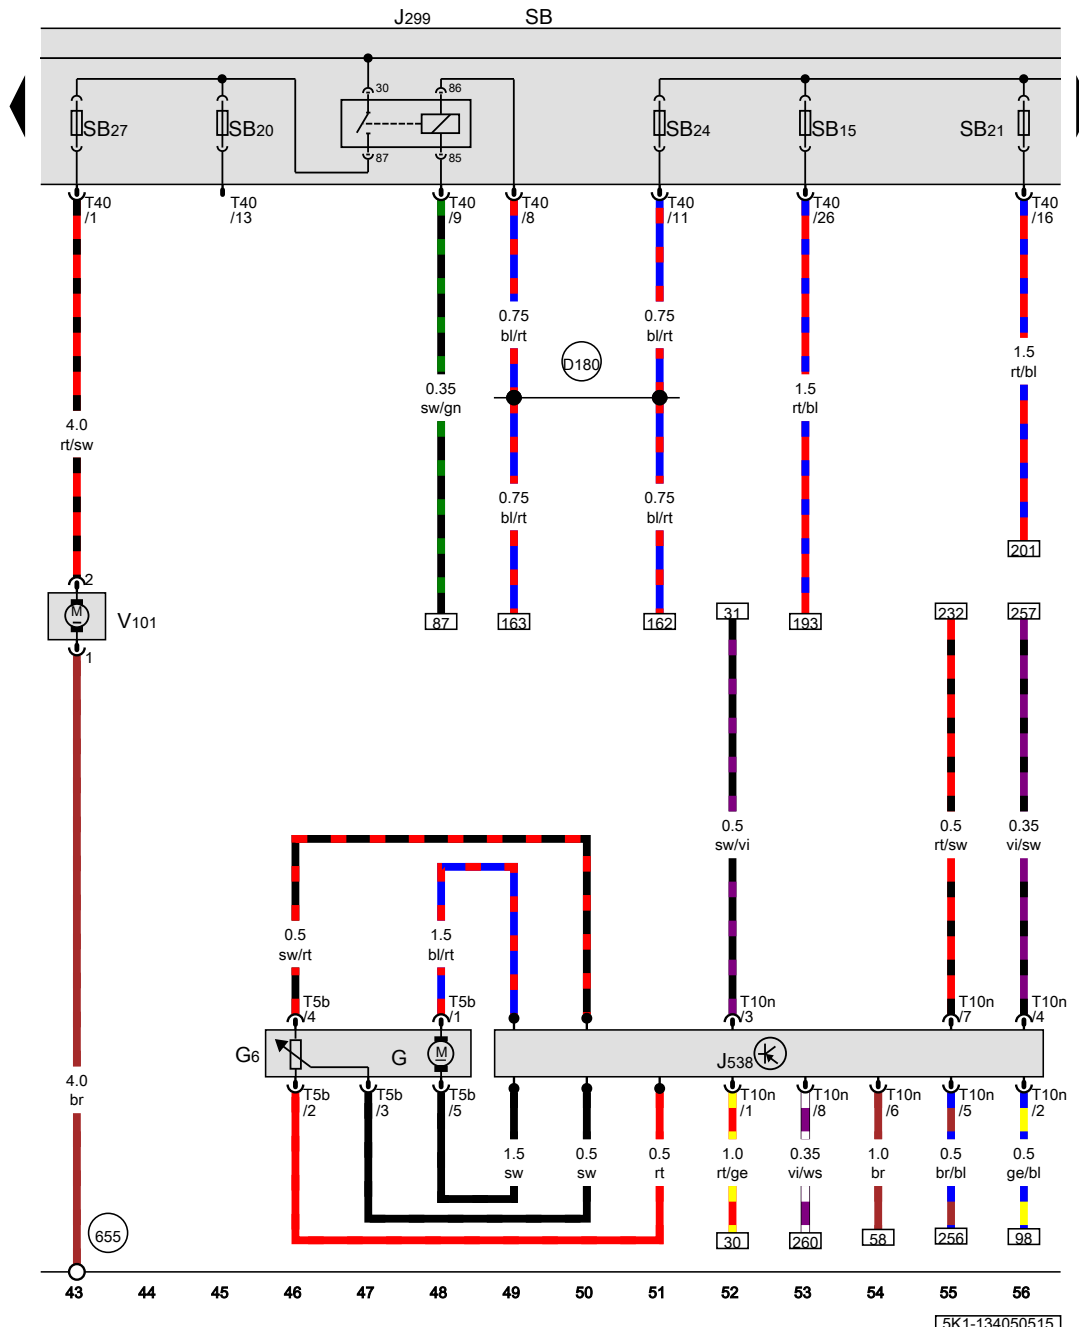 J299 SB
30 86
SB27 SB20 SB24 SB15 SB21
87 85
T40 T40 T40 T40 T40 T40 T40
/1 /13 /9 /8 /11 /26 /16
0.75 0.75
bl/rt bl/rt
1.5
rt/bl
D180
0.35 1.5
sw/gn rt/bl
4.0
rt/sw
0.75 0.75
bl/rt bl/rt
201
2
M V101
87 163 162 31 193 232 257
1
0.5 0.5 0.35
sw/vi rt/sw vi/sw
0.5 1.5
sw/rt bl/rt
T5b T5b T10n T10n T10n
/4 /1 /3 /7 /4
G6 G M J538
T5b T5b T5b T10n T10n T10n T10n T10n
/2 /3 /5 /1 /8 /6 /5 /2
4.0
br
1.5 0.5 0.5 1.0 0.35 1.0 0.5 0.5
sw sw rt rt/ge vi/ws br br/bl ge/bl
655 30 260 58 256 98
43 44 45 46 47 48 49 50 51 52 53 54 55 56
5K1-134050515